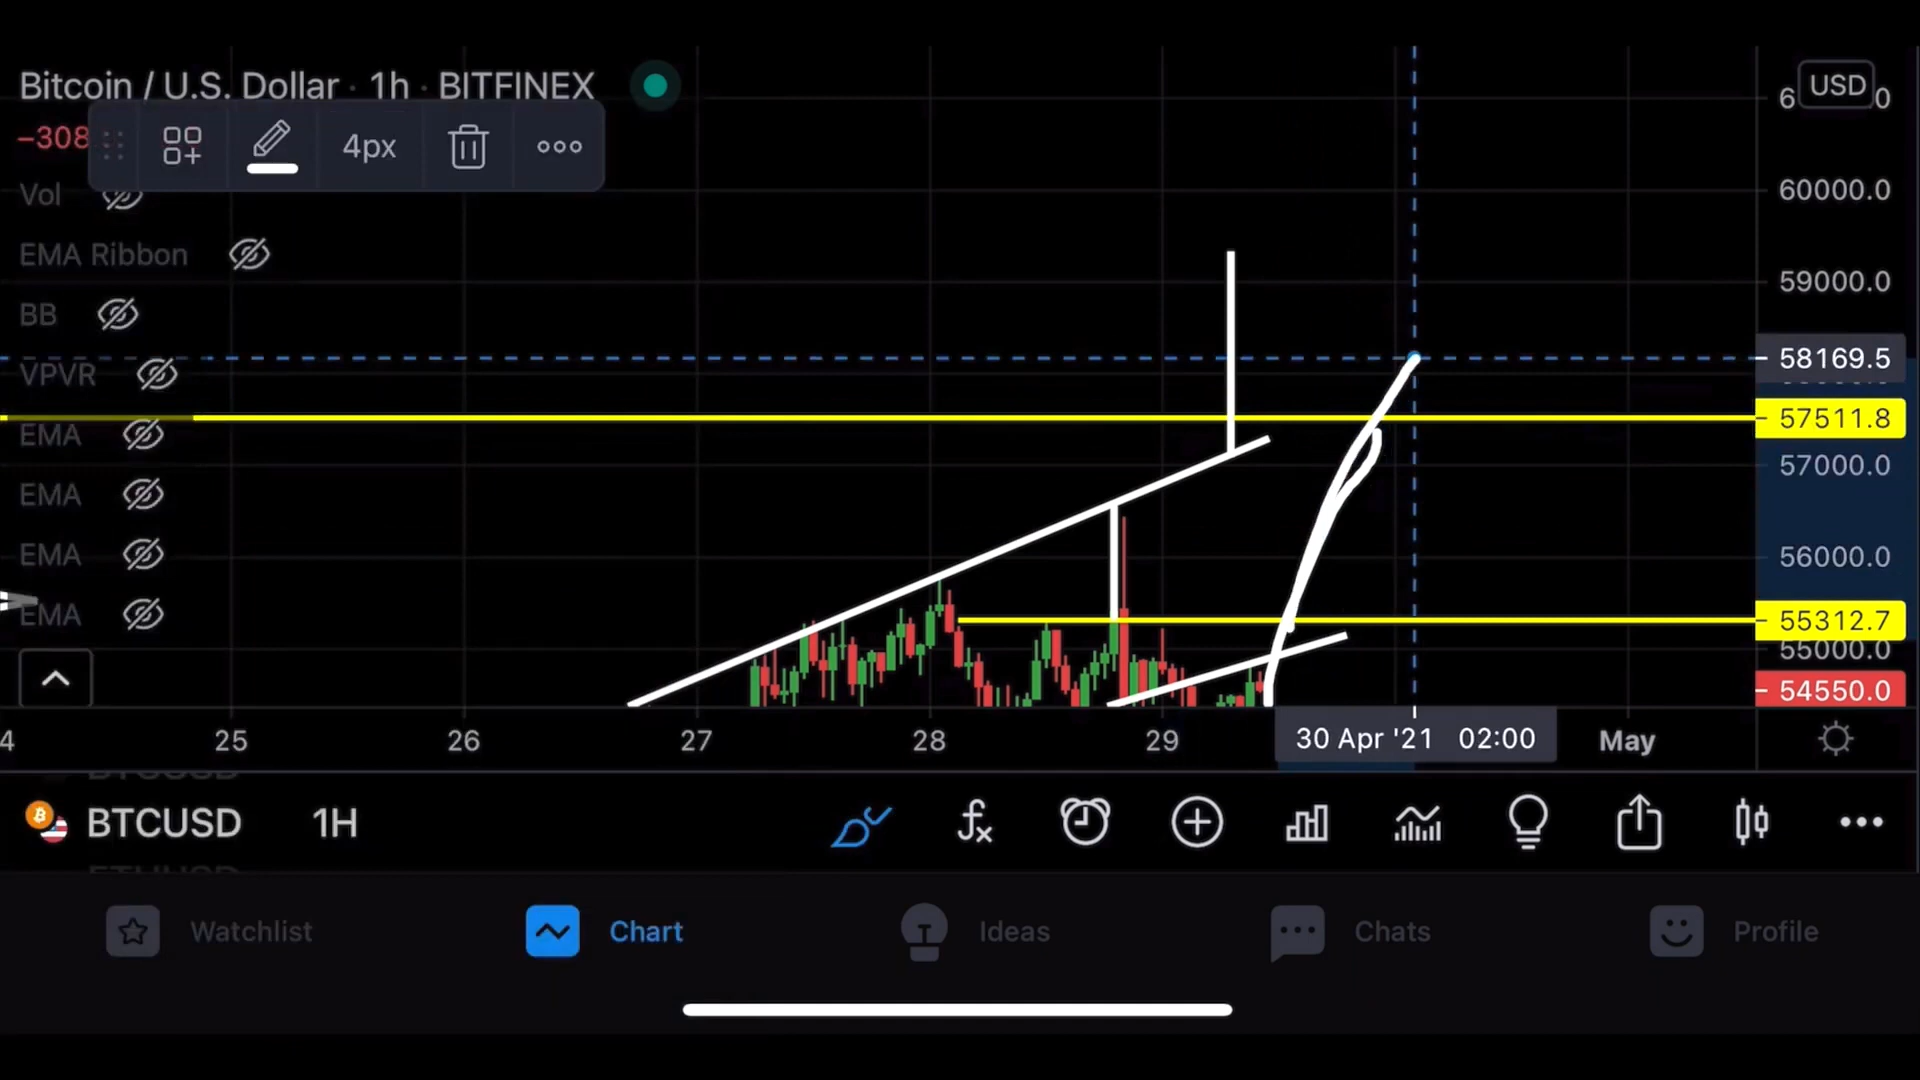 Bitcoin / U.S. Dollar · 1h · BITFINEX
USD
−308
4px
Vol
EMA Ribbon
BB
VPVR
EMA
EMA
EMA
EMA
60000.0
59000.0
58169.5
57511.8
57000.0
56000.0
55312.7
55000.0
54550.0
4 25 26 27 28 29 30 Apr '21 02:00 May
BTCUSD 1H
Watchlist Chart Ideas Chats Profile